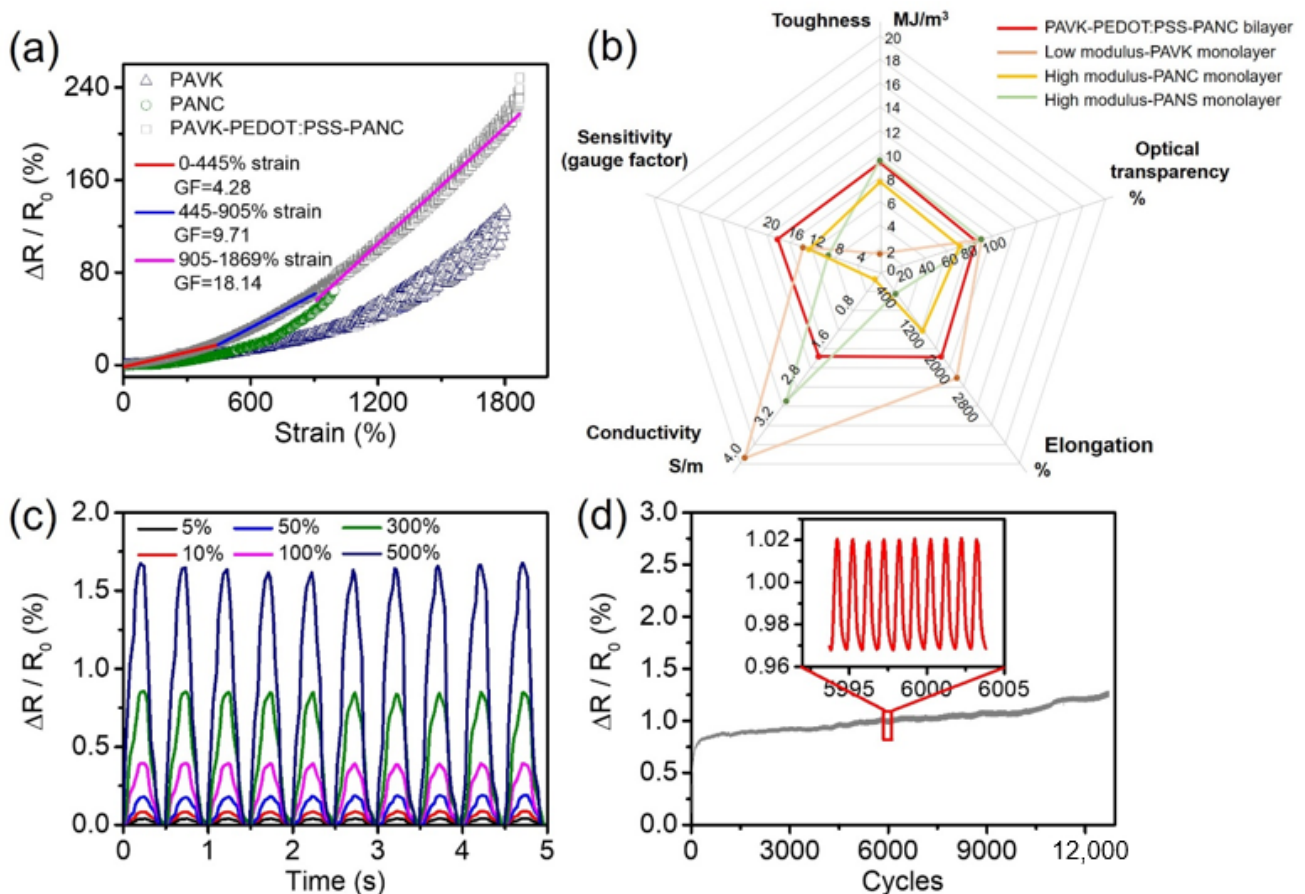 (a)
240
160
80
0
ΔR / R0 (%)
PAVK
PANC
PAVK-PEDOT:PSS-PANC
0-445% strain
GF=4.28
445-905% strain
GF=9.71
905-1869% strain
GF=18.14
0 600 1200 1800
Strain (%)
(b)
Toughness MJ/m³
20
18
16
14
12
10
8
6
4
2
0
PAVK-PEDOT:PSS-PANC bilayer
Low modulus-PAVK monolayer
High modulus-PANC monolayer
High modulus-PANS monolayer
Sensitivity
(gauge factor)
20 16 12 8 4
Optical
transparency
%
20 40 60 80 100
0.8
1.6
2.8
3.2
4.0
Conductivity
S/m
400
1200
2000
2800
Elongation
%
(c)
2.0
1.5
1.0
0.5
0.0
ΔR / R0 (%)
5% 50% 300%
10% 100% 500%
0 1 2 3 4 5
Time (s)
(d)
3.0
2.5
2.0
1.5
1.0
0.5
0.0
ΔR / R0 (%)
1.02
1.00
0.98
0.96
5995 6000 6005
0 3000 6000 9000 12,000
Cycles